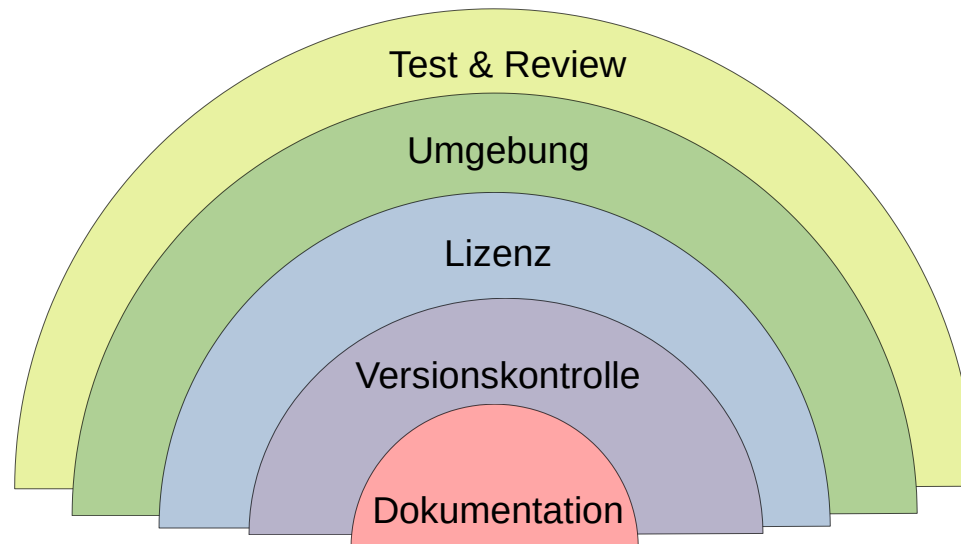 Test & Review
Umgebung
Lizenz
Versionskontrolle
Dokumentation